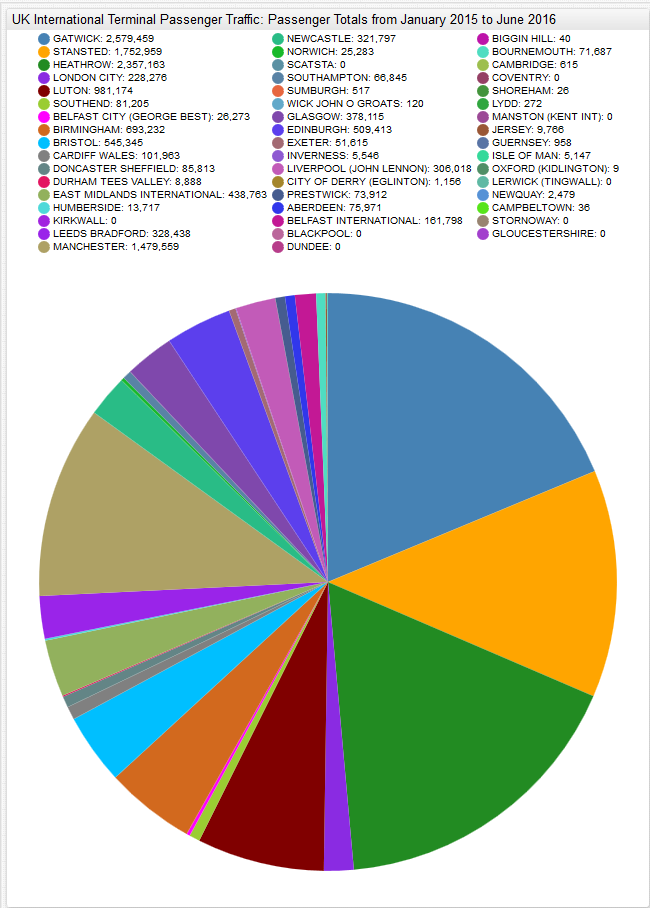 UK International Terminal Passenger Traffic: Passenger Totals from January 2015 to June 2016
GATWICK: 2,579,459
STANSTED: 1,752,959
HEATHROW: 2,357,163
LONDON CITY: 228,276
LUTON: 981,174
SOUTHEND: 81,205
BELFAST CITY (GEORGE BEST): 26,273
BIRMINGHAM: 693,232
BRISTOL: 545,345
CARDIFF WALES: 101,963
DONCASTER SHEFFIELD: 85,813
DURHAM TEES VALLEY: 8,888
EAST MIDLANDS INTERNATIONAL: 438,763
HUMBERSIDE: 13,717
KIRKWALL: 0
LEEDS BRADFORD: 328,438
MANCHESTER: 1,479,559
NEWCASTLE: 321,797
NORWICH: 25,283
SCATSTA: 0
SOUTHAMPTON: 66,845
SUMBURGH: 517
WICK JOHN O GROATS: 120
GLASGOW: 378,115
EDINBURGH: 509,413
EXETER: 51,615
INVERNESS: 5,546
LIVERPOOL (JOHN LENNON): 306,018
CITY OF DERRY (EGLINTON): 1,156
PRESTWICK: 73,912
ABERDEEN: 75,971
BELFAST INTERNATIONAL: 161,798
BLACKPOOL: 0
DUNDEE: 0
BIGGIN HILL: 40
BOURNEMOUTH: 71,687
CAMBRIDGE: 615
COVENTRY: 0
SHOREHAM: 26
LYDD: 272
MANSTON (KENT INT): 0
JERSEY: 9,766
GUERNSEY: 958
ISLE OF MAN: 5,147
OXFORD (KIDLINGTON): 9
LERWICK (TINGWALL): 0
NEWQUAY: 2,479
CAMPBELTOWN: 36
STORNOWAY: 0
GLOUCESTERSHIRE: 0